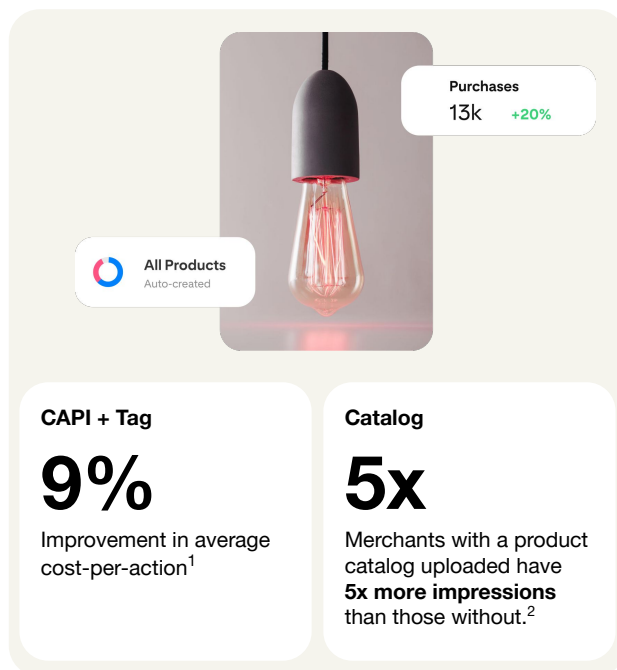 Purchases
13k +20%
All Products
Auto-created
CAPI + Tag
9%
Improvement in average
cost-per-action1
Catalog
5x
Merchants with a product
catalog uploaded have
5x more impressions
than those without.2